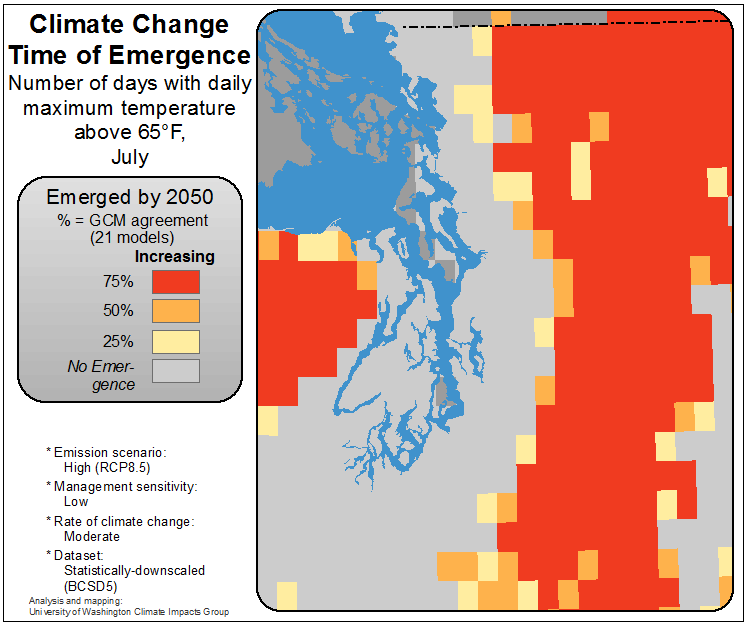 Climate Change
Time of Emergence
Number of days with daily
maximum temperature
above 65°F,
July
Emerged by 2050
% = GCM agreement
(21 models)
Increasing
75%
50%
25%
No Emer-
gence
* Emission scenario:
High (RCP8.5)
* Management sensitivity:
Low
* Rate of climate change:
Moderate
* Dataset:
Statistically-downscaled
(BCSD5)
Analysis and mapping:
University of Washington Climate Impacts Group